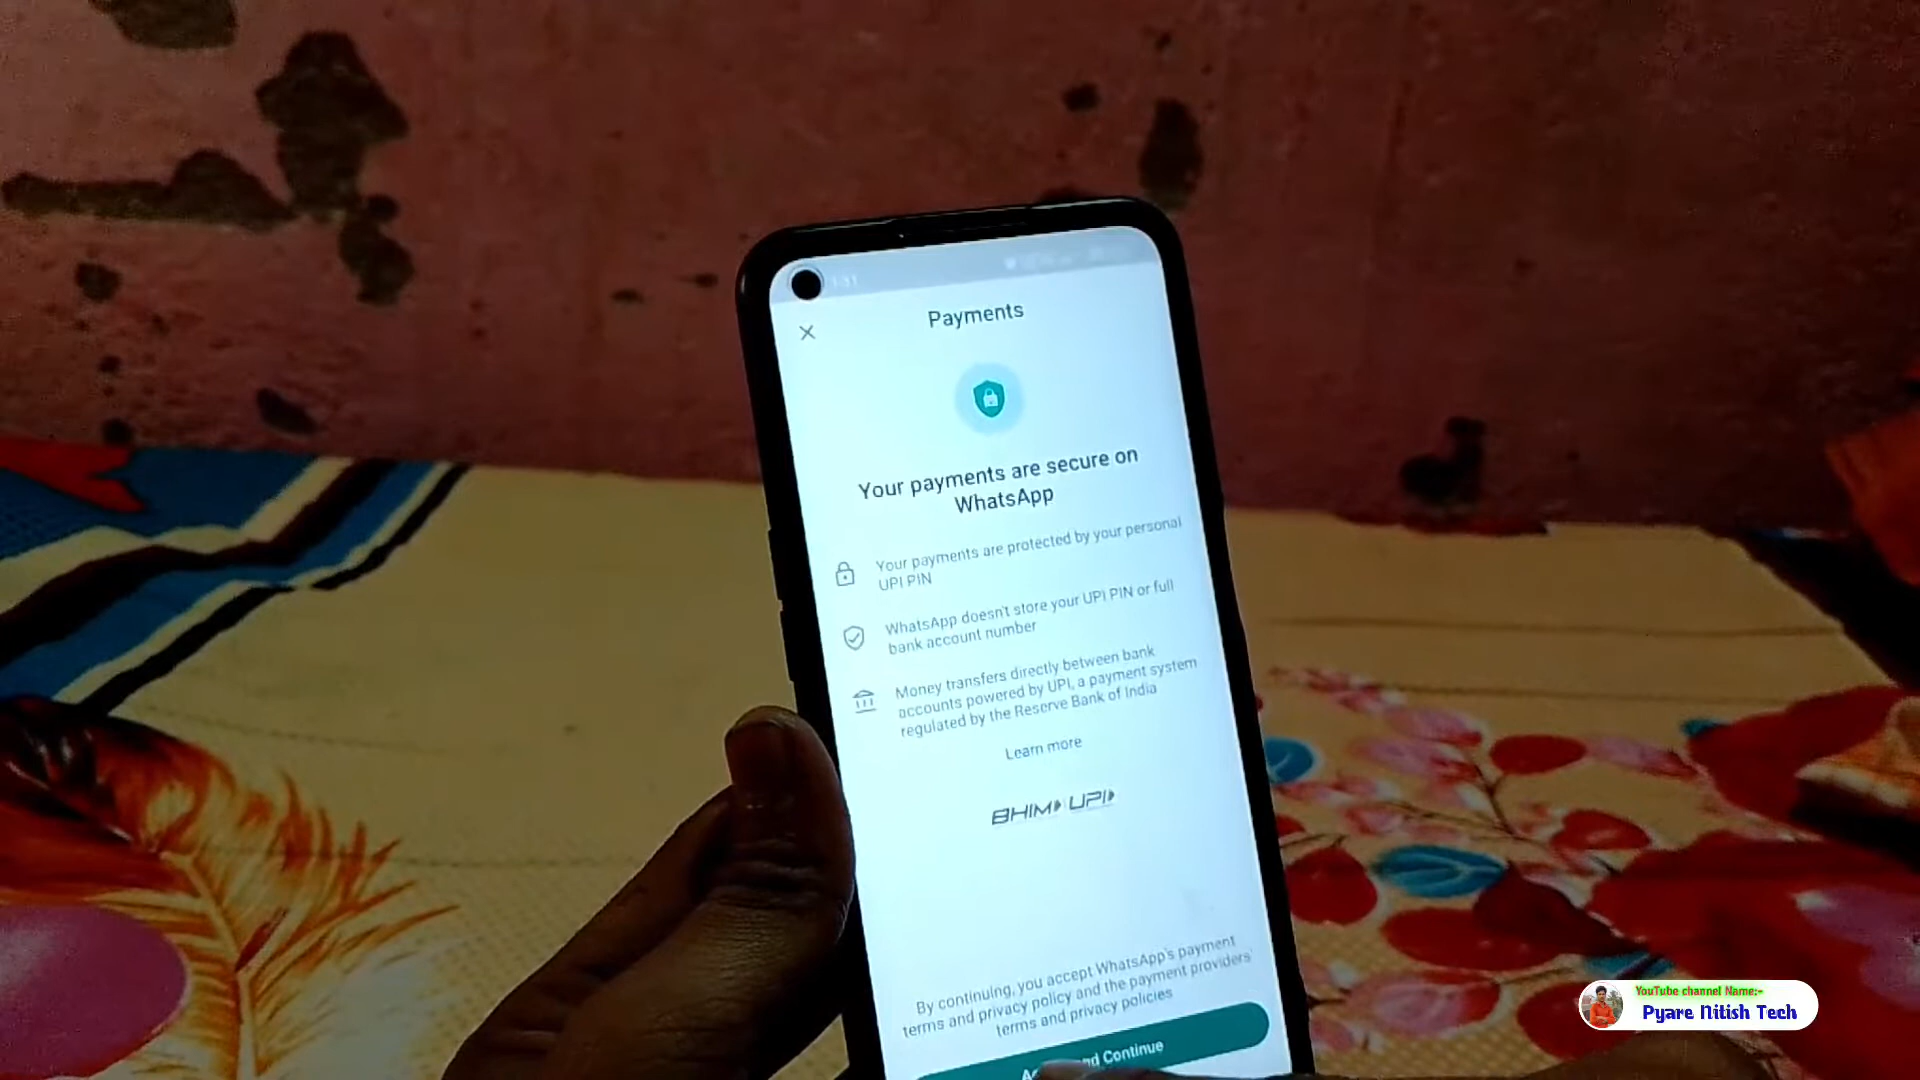 1:31
Payments
Your payments are secure on
WhatsApp
Your payments are protected by your personal
UPI PIN
WhatsApp doesn't store your UPI PIN or full
bank account number
Money transfers directly between bank
accounts powered by UPI, a payment system
regulated by the Reserve Bank of India
Learn more
BHIM UPI
By continuing, you accept WhatsApp's payment
terms and privacy policy and the payment providers
terms and privacy policies
Continue
YouTube channel Name:-
Pyare Nitish Tech